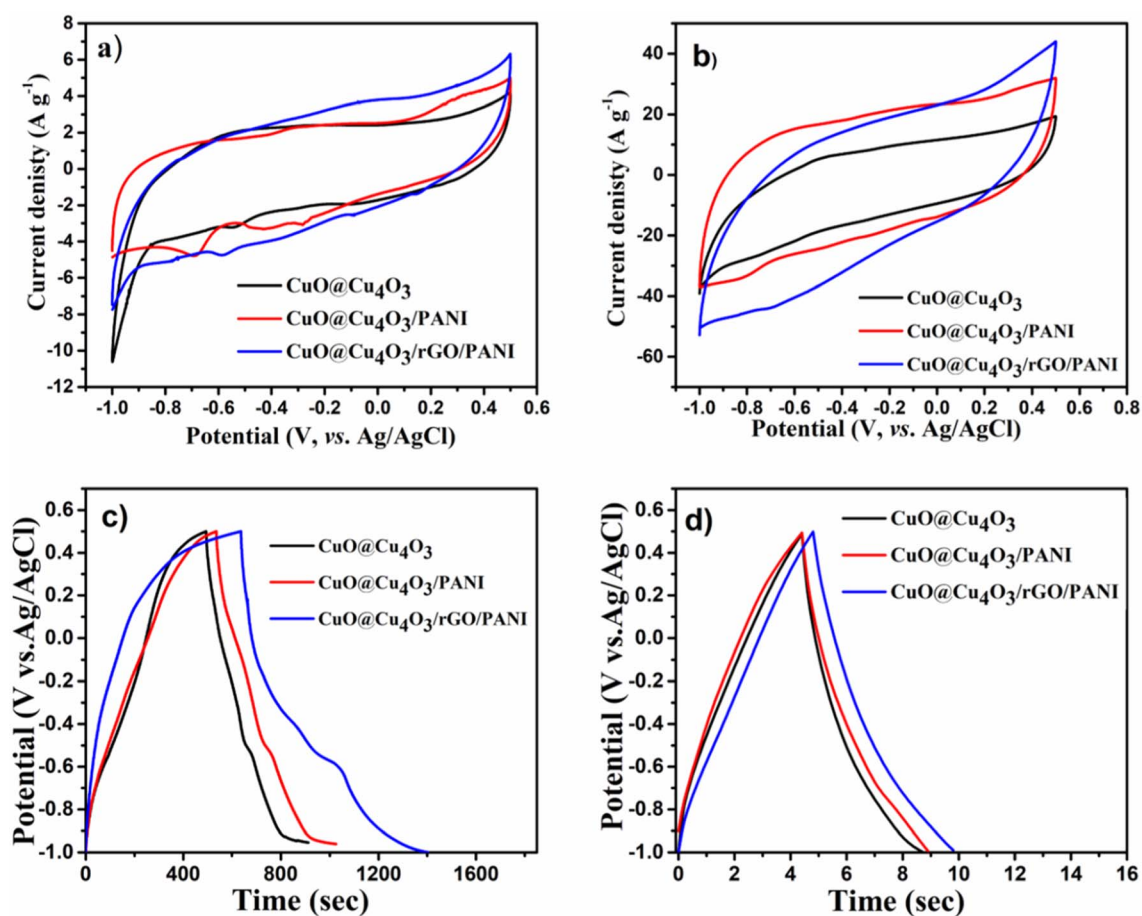 a)
Current denisty (A g⁻¹)
8
6
4
2
0
-2
-4
-6
-8
-10
-12
CuO@Cu₄O₃
CuO@Cu₄O₃/PANI
CuO@Cu₄O₃/rGO/PANI
-1.0 -0.8 -0.6 -0.4 -0.2 0.0 0.2 0.4 0.6
Potential (V, vs. Ag/AgCl)
b)
Current denisty (A g⁻¹)
40
20
0
-20
-40
-60
CuO@Cu₄O₃
CuO@Cu₄O₃/PANI
CuO@Cu₄O₃/rGO/PANI
-1.0 -0.8 -0.6 -0.4 -0.2 0.0 0.2 0.4 0.6 0.8
Potential (V, vs. Ag/AgCl)
c)
Potential (V vs.Ag/AgCl)
0.6
0.4
0.2
0.0
-0.2
-0.4
-0.6
-0.8
-1.0
CuO@Cu₄O₃
CuO@Cu₄O₃/PANI
CuO@Cu₄O₃/rGO/PANI
0 400 800 1200 1600
Time (sec)
d)
Potential (V vs.Ag/AgCl)
0.6
0.4
0.2
0.0
-0.2
-0.4
-0.6
-0.8
-1.0
CuO@Cu₄O₃
CuO@Cu₄O₃/PANI
CuO@Cu₄O₃/rGO/PANI
0 2 4 6 8 10 12 14 16
Time (sec)